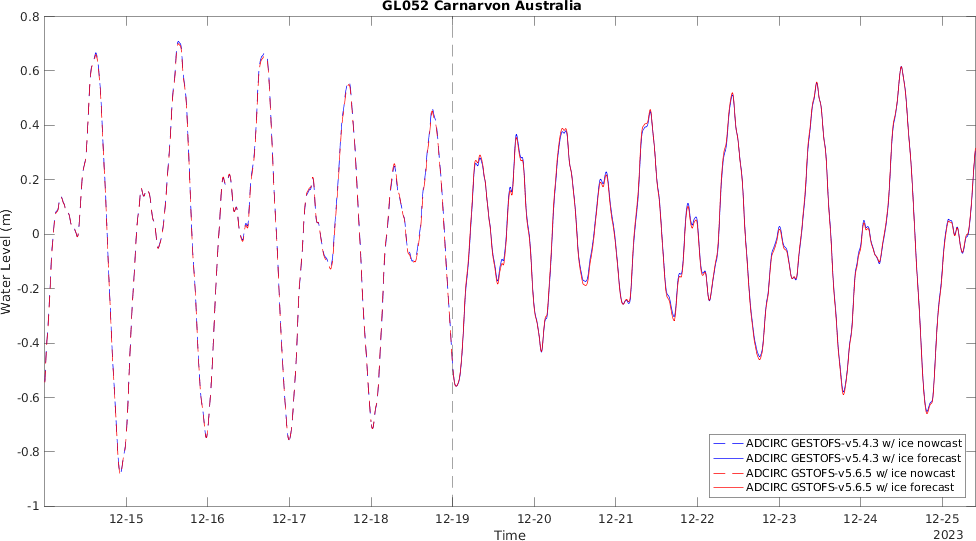 GL052 Carnarvon Australia
0.8
0.6
0.4
0.2
0
-0.2
-0.4
-0.6
-0.8
-1
Water Level (m)
ADCIRC GESTOFS-v5.4.3 w/ ice nowcast
ADCIRC GESTOFS-v5.4.3 w/ ice forecast
ADCIRC GSTOFS-v5.6.5 w/ ice nowcast
ADCIRC GSTOFS-v5.6.5 w/ ice forecast
12-15 12-16 12-17 12-18 12-19 12-20 12-21 12-22 12-23 12-24 12-25
Time 2023